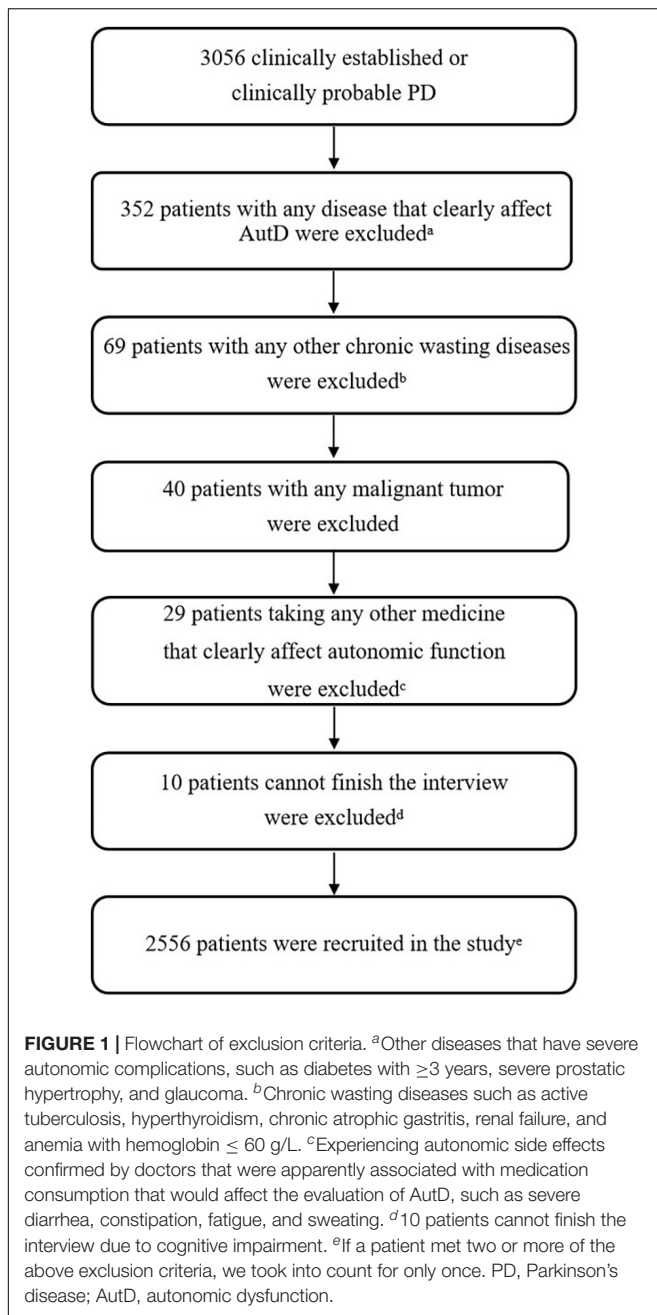 3056 clinically established or
clinically probable PD
352 patients with any disease that clearly affect
AutD were excludedᵃ
69 patients with any other chronic wasting diseases
were excludedᵇ
40 patients with any malignant tumor
were excluded
29 patients taking any other medicine
that clearly affect autonomic function
were excludedᶜ
10 patients cannot finish the interview
were excludedᵈ
2556 patients were recruited in the studyᵉ
FIGURE 1 | Flowchart of exclusion criteria. ᵃOther diseases that have severe
autonomic complications, such as diabetes with ≥3 years, severe prostatic
hypertrophy, and glaucoma. ᵇChronic wasting diseases such as active
tuberculosis, hyperthyroidism, chronic atrophic gastritis, renal failure, and
anemia with hemoglobin ≤ 60 g/L. ᶜExperiencing autonomic side effects
confirmed by doctors that were apparently associated with medication
consumption that would affect the evaluation of AutD, such as severe
diarrhea, constipation, fatigue, and sweating. ᵈ10 patients cannot finish the
interview due to cognitive impairment. ᵉIf a patient met two or more of the
above exclusion criteria, we took into count for only once. PD, Parkinson's
disease; AutD, autonomic dysfunction.